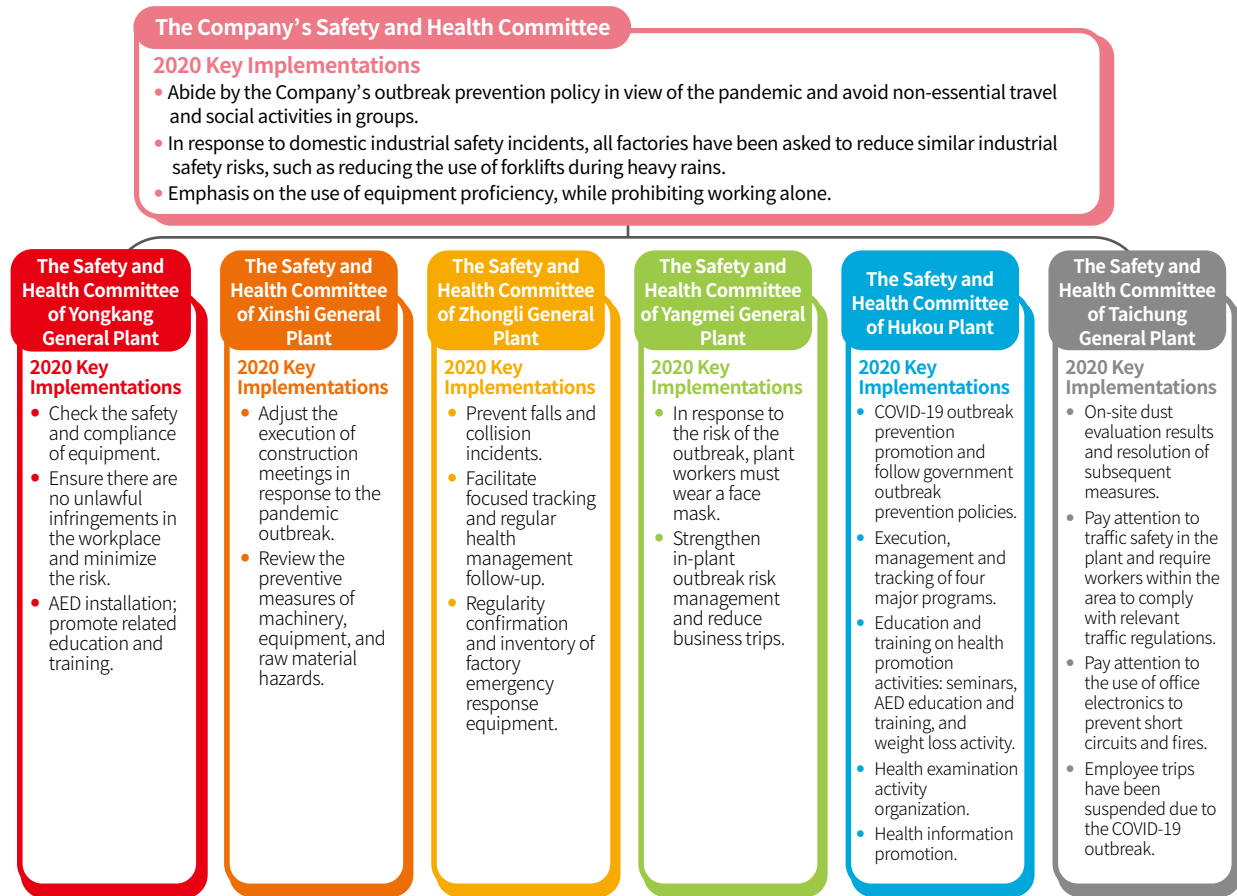 The Company's Safety and Health Committee
2020 Key Implementations
• Abide by the Company's outbreak prevention policy in view of the pandemic and avoid non-essential travel
and social activities in groups.
• In response to domestic industrial safety incidents, all factories have been asked to reduce similar industrial
safety risks, such as reducing the use of forklifts during heavy rains.
• Emphasis on the use of equipment proficiency, while prohibiting working alone.
The Safety and
Health Committee
of Yongkang
General Plant
2020 Key
Implementations
• Check the safety
and compliance
of equipment.
• Ensure there are
no unlawful
infringements in
the workplace
and minimize
the risk.
• AED installation;
promote related
education and
training.
The Safety and
Health Committee
of Xinshi General
Plant
2020 Key
Implementations
• Adjust the
execution of
construction
meetings in
response to the
pandemic
outbreak.
• Review the
preventive
measures of
machinery,
equipment, and
raw material
hazards.
The Safety and
Health Committee
of Zhongli General
Plant
2020 Key
Implementations
• Prevent falls and
collision
incidents.
• Facilitate
focused tracking
and regular
health
management
follow-up.
• Regularity
confirmation
and inventory of
factory
emergency
response
equipment.
The Safety and
Health Committee
of Yangmei General
Plant
2020 Key
Implementations
• In response to
the risk of the
outbreak, plant
workers must
wear a face
mask.
• Strengthen
in-plant
outbreak risk
management
and reduce
business trips.
The Safety and
Health Committee
of Hukou Plant
2020 Key
Implementations
• COVID-19 outbreak
prevention
promotion and
follow government
outbreak
prevention policies.
• Execution,
management and
tracking of four
major programs.
• Education and
training on health
promotion
activities: seminars,
AED education and
training, and
weight loss activity.
• Health examination
activity
organization.
• Health information
promotion.
The Safety and
Health Committee
of Taichung
General Plant
2020 Key
Implementations
• On-site dust
evaluation results
and resolution of
subsequent
measures.
• Pay attention to
traffic safety in the
plant and require
workers within the
area to comply
with relevant
traffic regulations.
• Pay attention to
the use of office
electronics to
prevent short
circuits and fires.
• Employee trips
have been
suspended due to
the COVID-19
outbreak.